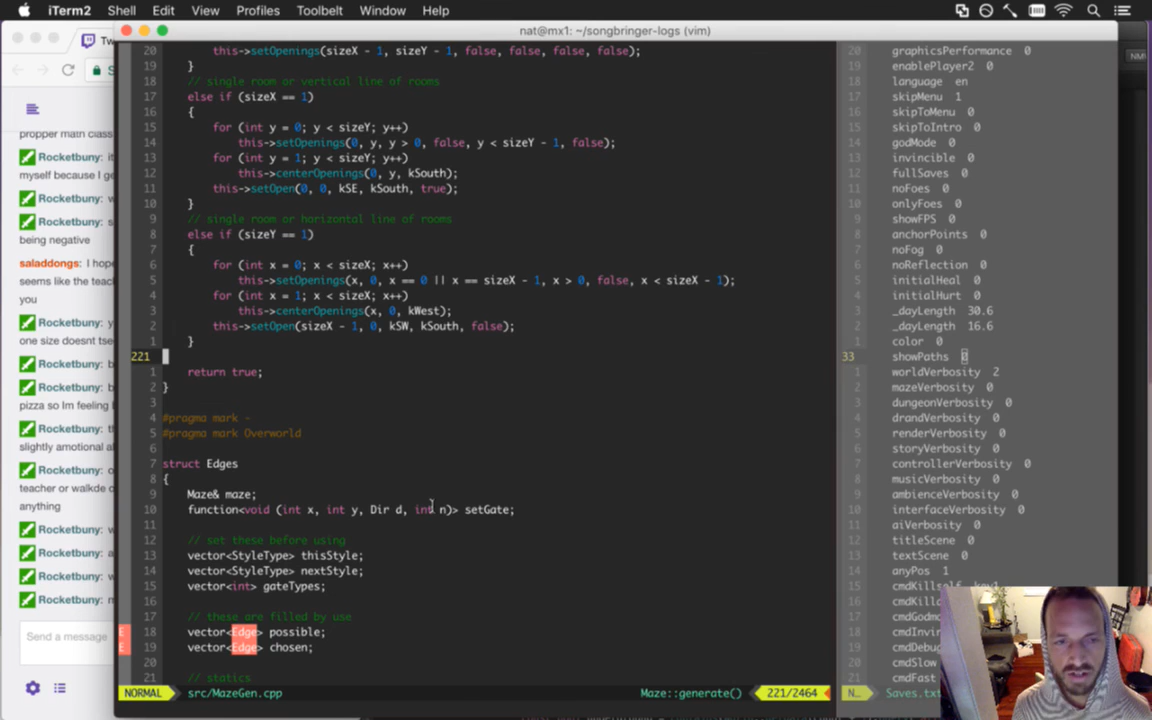 iTerm2 Shell Edit View Profiles Toolbelt Window Help
nat@mx1: ~/songbringer-logs (vim)
Tw
S
NM
propper math class
Rocketbuny: it
myself because I ge
Rocketbuny: w
Rocketbuny: s
being negative
saladdongs: I hope
seems like the teac
you
Rocketbuny: y
one size doesnt tse
Rocketbuny: b
Rocketbuny: b
pizza so Im feeling
Rocketbuny: th
slightly amotional al
Rocketbuny: o
teacher or walkde o
anything
Rocketbuny: w
Rocketbuny: a
Rocketbuny: w
Rocketbuny: m
Send a message
20 this->setOpenings(sizeX - 1, sizeY - 1, false, false, false, false);
19 }
18 // single room or vertical line of rooms
17 else if (sizeX == 1)
16 {
15 for (int y = 0; y < sizeY; y++)
14 this->setOpenings(0, y, y > 0, false, y < sizeY - 1, false);
13 for (int y = 1; y < sizeY; y++)
12 this->centerOpenings(0, y, kSouth);
11 this->setOpen(0, 0, kSE, kSouth, true);
10 }
9 // single room or horizontal line of rooms
8 else if (sizeY == 1)
7 {
6 for (int x = 0; x < sizeX; x++)
5 this->setOpenings(x, 0, x == 0 || x == sizeX - 1, x > 0, false, x < sizeX - 1);
4 for (int x = 1; x < sizeX; x++)
3 this->centerOpenings(x, 0, kWest);
2 this->setOpen(sizeX - 1, 0, kSW, kSouth, false);
1 }
221
1 return true;
2 }
3
4 #pragma mark -
5 #pragma mark Overworld
6
7 struct Edges
8 {
9 Maze& maze;
10 function<void (int x, int y, Dir d, int n)> setGate;
11
12 // set these before using
13 vector<StyleType> thisStyle;
14 vector<StyleType> nextStyle;
15 vector<int> gateTypes;
16
17 // these are filled by use
E 18 vector<Edge> possible;
E 19 vector<Edge> chosen;
20
21 // statics
NORMAL src/MazeGen.cpp Maze::generate() 221/2464
20 graphicsPerformance 0
19 enablePlayer2 0
18 language en
17 skipMenu 1
16 skipToMenu 0
15 skipToIntro 0
14 godMode 0
13 invincible 0
12 fullSaves 0
11 noFoes 0
10 onlyFoes 0
9 showFPS 0
8 anchorPoints 0
7 noFog 0
6 noReflection 0
5 initialHeal 0
4 initialHurt 0
3 _dayLength 30.6
2 _dayLength 16.6
1 color 0
33 showPaths 0
1 worldVerbosity 2
2 mazeVerbosity 0
3 dungeonVerbosity 0
4 drandVerbosity 0
5 renderVerbosity 0
6 storyVerbosity 0
7 controllerVerbosity 0
8 musicVerbosity 0
9 ambienceVerbosity 0
10 interfaceVerbosity 0
11 aiVerbosity 0
12 titleScene 0
13 textScene 0
14 anyPos 1
15 cmdKillself key1
16 cmdKilla
17 cmdGodmo
18 cmdInvin
19 cmdDebug
20 cmdSlow
21 cmdFast
N… Saves.txt